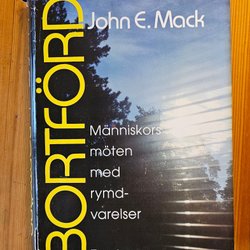 BORTFÖRD
John E. Mack
Människors
möten
med
rymd-
varelser